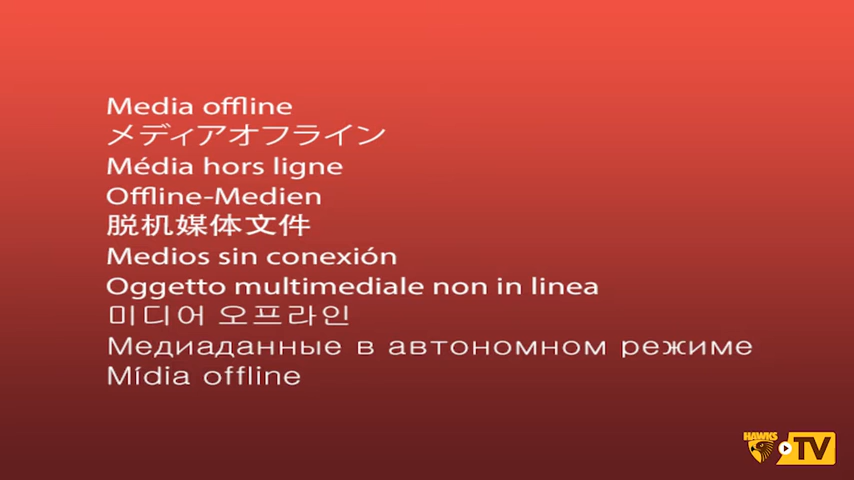 Media offline
メディアオフライン
Média hors ligne
Offline-Medien
脱机媒体文件
Medios sin conexión
Oggetto multimediale non in linea
미디어 오프라인
Медиаданные в автономном режиме
Mídia offline
HAWKS TV